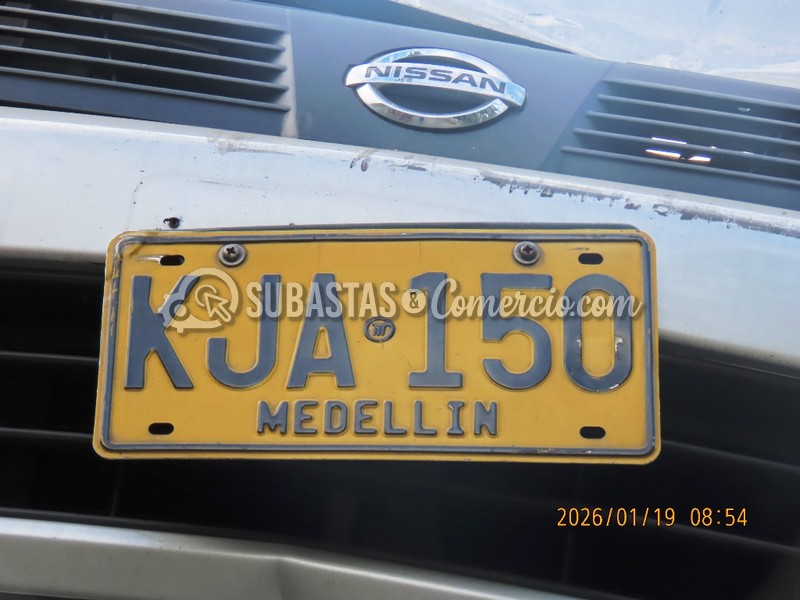 NISSAN
KJA 150
SUBASTAS & Comercio.com
MEDELLIN
2026/01/19 08:54